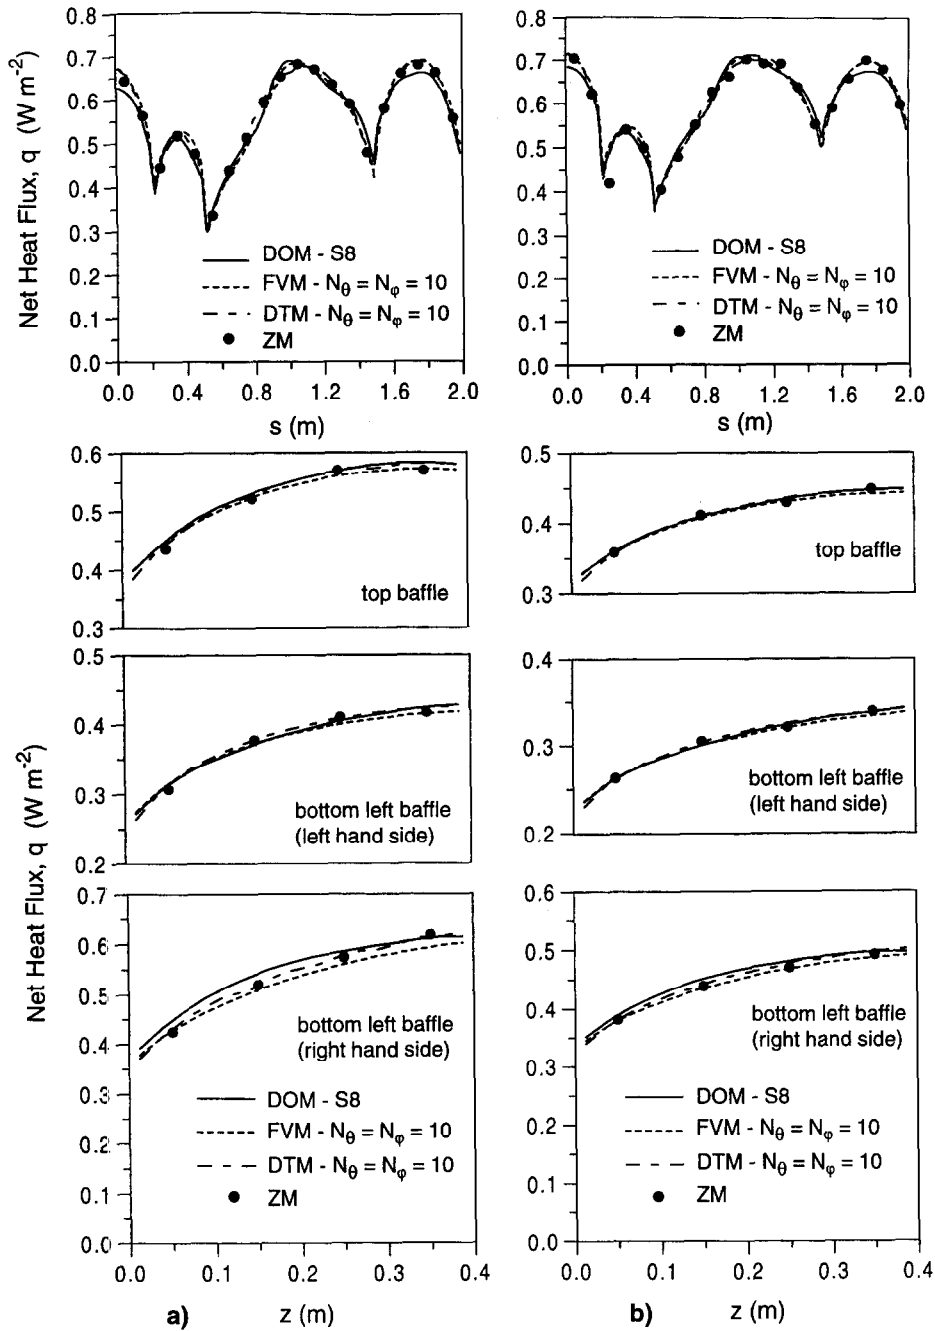 Net Heat Flux, q (W m-2)
0.8
0.7
0.6
0.5
0.4
0.3
0.2
0.1
0.0
DOM - S8
FVM - Nθ = Nφ = 10
DTM - Nθ = Nφ = 10
ZM
0.0 0.4 0.8 1.2 1.6 2.0
s (m)
0.8
0.7
0.6
0.5
0.4
0.3
0.2
0.1
0.0
DOM - S8
FVM - Nθ = Nφ = 10
DTM - Nθ = Nφ = 10
ZM
0.0 0.4 0.8 1.2 1.6 2.0
s (m)
Net Heat Flux, q (W m-2)
0.6
0.5
0.4
0.3
top baffle
0.5
0.4
0.3
top baffle
0.5
0.4
0.3
0.2
bottom left baffle
(left hand side)
0.4
0.3
0.2
bottom left baffle
(left hand side)
0.7
0.6
0.5
0.4
0.3
0.2
0.1
0.0
bottom left baffle
(right hand side)
DOM - S8
FVM - Nθ = Nφ = 10
DTM - Nθ = Nφ = 10
ZM
0.0 0.1 0.2 0.3 0.4
a) z (m)
0.6
0.5
0.4
0.3
0.2
0.1
0.0
bottom left baffle
(right hand side)
DOM - S8
FVM - Nθ = Nφ = 10
DTM - Nθ = Nφ = 10
ZM
0.0 0.1 0.2 0.3 0.4
b) z (m)